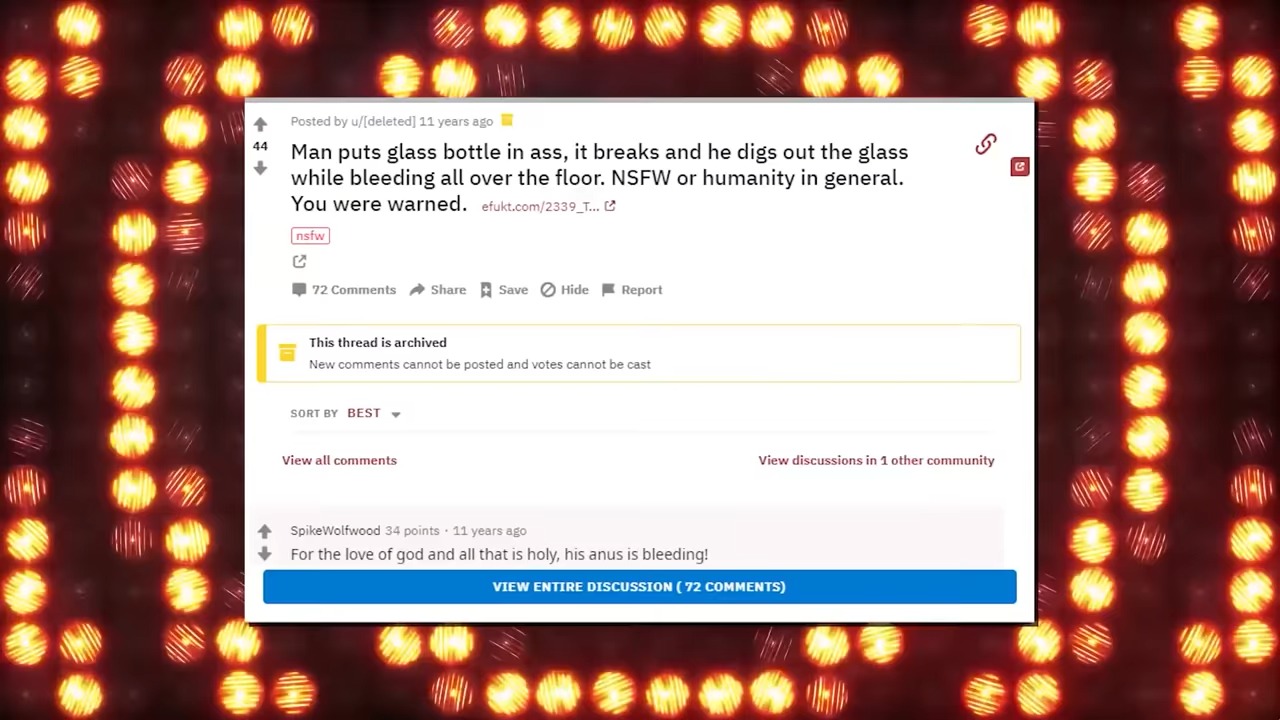 Posted by u/[deleted] 11 years ago
44
Man puts glass bottle in ass, it breaks and he digs out the glass
while bleeding all over the floor. NSFW or humanity in general.
You were warned. efukt.com/2339_T...
nsfw
72 Comments Share Save Hide Report
This thread is archived
New comments cannot be posted and votes cannot be cast
SORT BY BEST
View all comments View discussions in 1 other community
SpikeWolfwood 34 points · 11 years ago
For the love of god and all that is holy, his anus is bleeding!
VIEW ENTIRE DISCUSSION ( 72 COMMENTS)